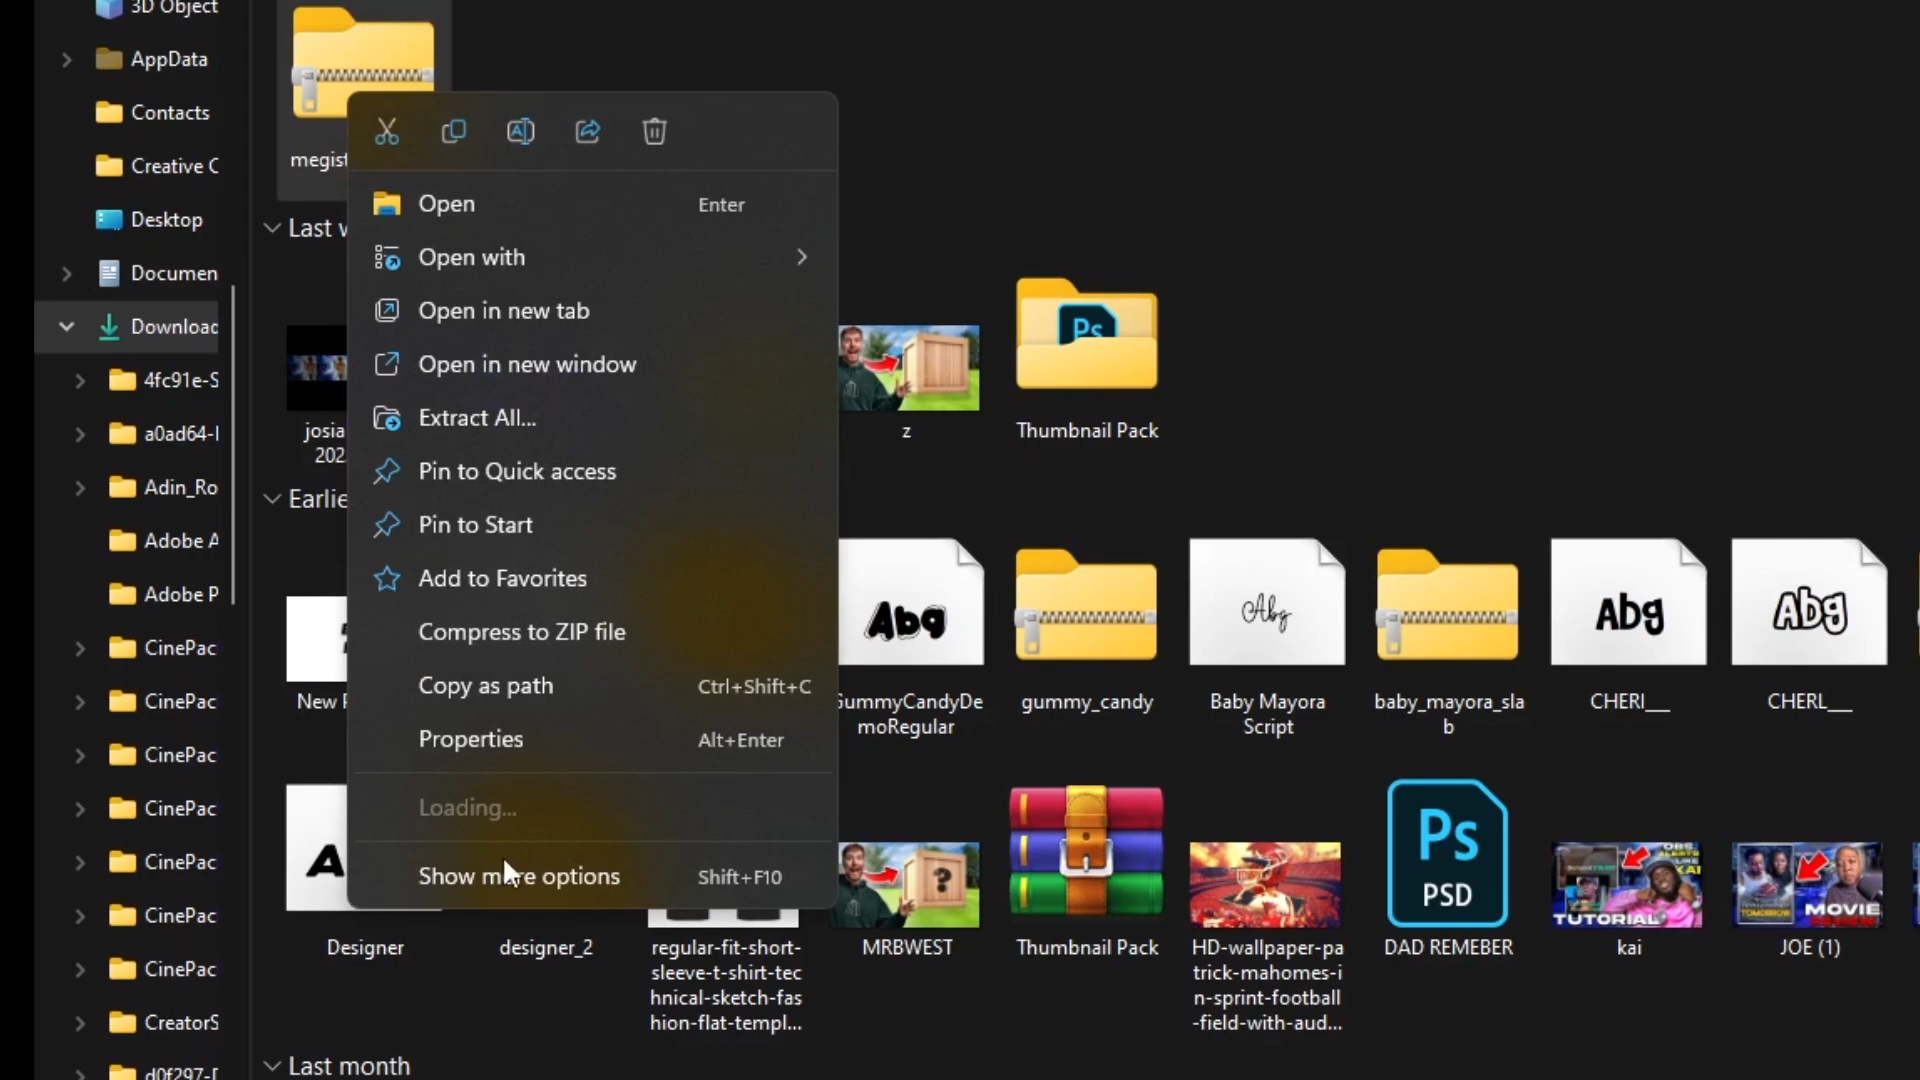 3D Object
AppData
Contacts
Creative C
Desktop
Documen
Downloac
4fc91e-S
a0ad64-I
Adin_Ro
Adobe A
Adobe P
CinePac
CinePac
CinePac
CinePac
CinePac
CinePac
CinePac
CreatorS
d0f297-D
megist
Open Enter
Open with
Open in new tab
Open in new window
Extract All...
Pin to Quick access
Pin to Start
Add to Favorites
Compress to ZIP file
Copy as path Ctrl+Shift+C
Properties Alt+Enter
Loading...
Show more options Shift+F10
Last w
josia
202
z
Ps
Thumbnail Pack
Earlie
Abg
Abg
Abg
Abg
New F
GummyCandyDe
moRegular
gummy_candy
Baby Mayora
Script
baby_mayora_sla
b
CHERI___
CHERL___
A
?
Ps
PSD
TUTORIAL
TOMORROW
MOVIE
Designer
designer_2
regular-fit-short-
sleeve-t-shirt-tec
hnical-sketch-fas
hion-flat-templ...
MRBWEST
Thumbnail Pack
HD-wallpaper-pa
trick-mahomes-i
n-sprint-football
-field-with-aud...
DAD REMEBER
kai
JOE (1)
Last month